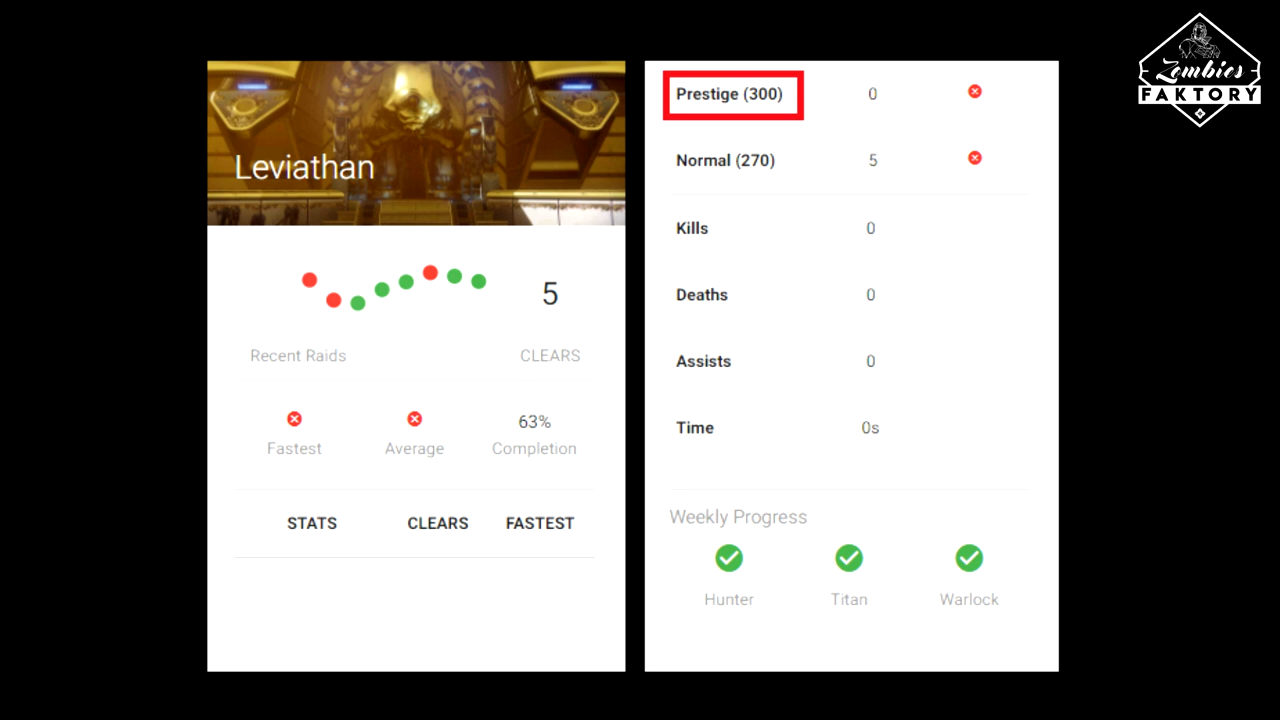 Leviathan
5
Recent Raids
CLEARS
63%
Fastest
Average
Completion
STATS
CLEARS
FASTEST
Prestige (300)
0
Normal (270)
5
Kills
0
Deaths
0
Assists
0
Time
0s
Weekly Progress
Hunter
Titan
Warlock
Zombies
FAKTORY